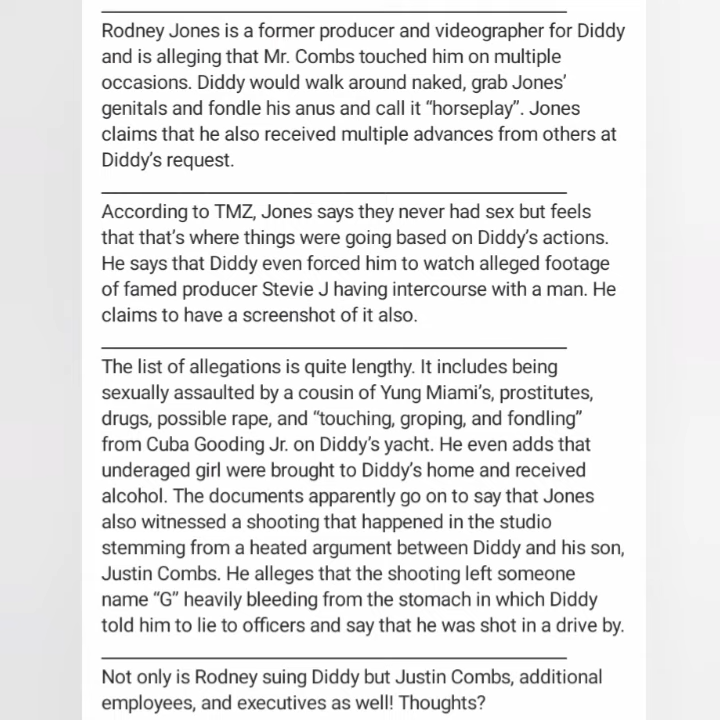 Rodney Jones is a former producer and videographer for Diddy
and is alleging that Mr. Combs touched him on multiple
occasions. Diddy would walk around naked, grab Jones’
genitals and fondle his anus and call it “horseplay”. Jones
claims that he also received multiple advances from others at
Diddy’s request.
According to TMZ, Jones says they never had sex but feels
that that’s where things were going based on Diddy’s actions.
He says that Diddy even forced him to watch alleged footage
of famed producer Stevie J having intercourse with a man. He
claims to have a screenshot of it also.
The list of allegations is quite lengthy. It includes being
sexually assaulted by a cousin of Yung Miami’s, prostitutes,
drugs, possible rape, and “touching, groping, and fondling”
from Cuba Gooding Jr. on Diddy’s yacht. He even adds that
underaged girl were brought to Diddy’s home and received
alcohol. The documents apparently go on to say that Jones
also witnessed a shooting that happened in the studio
stemming from a heated argument between Diddy and his son,
Justin Combs. He alleges that the shooting left someone
name “G” heavily bleeding from the stomach in which Diddy
told him to lie to officers and say that he was shot in a drive by.
Not only is Rodney suing Diddy but Justin Combs, additional
employees, and executives as well! Thoughts?